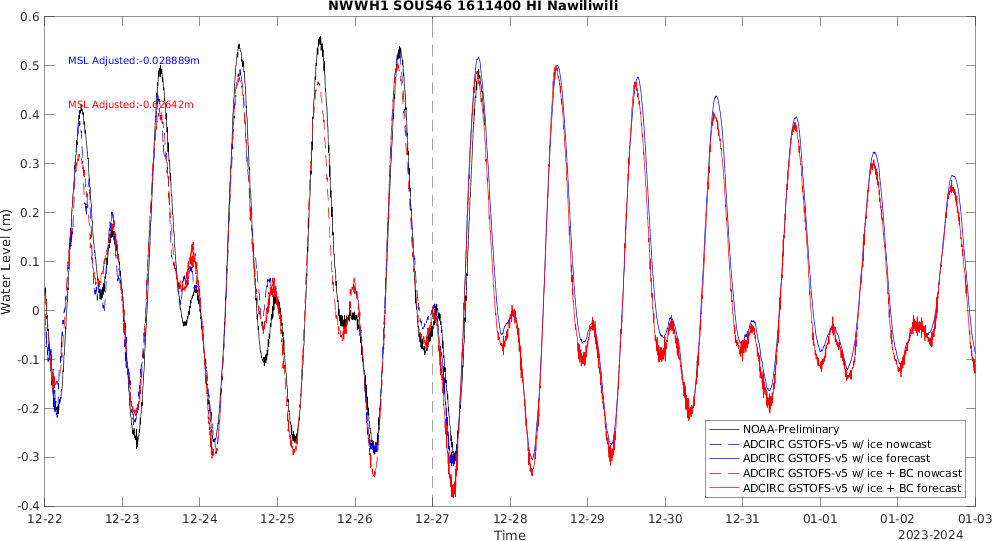 NWWH1 SOUS46 1611400 HI Nawiliwili
0.6
0.5
0.4
0.3
0.2
0.1
0
-0.1
-0.2
-0.3
-0.4
Water Level (m)
MSL Adjusted:-0.028889m
MSL Adjusted:-0.02642m
NOAA-Preliminary
ADCIRC GSTOFS-v5 w/ ice nowcast
ADCIRC GSTOFS-v5 w/ ice forecast
ADCIRC GSTOFS-v5 w/ ice + BC nowcast
ADCIRC GSTOFS-v5 w/ ice + BC forecast
12-22 12-23 12-24 12-25 12-26 12-27 12-28 12-29 12-30 12-31 01-01 01-02 01-03
Time
2023-2024